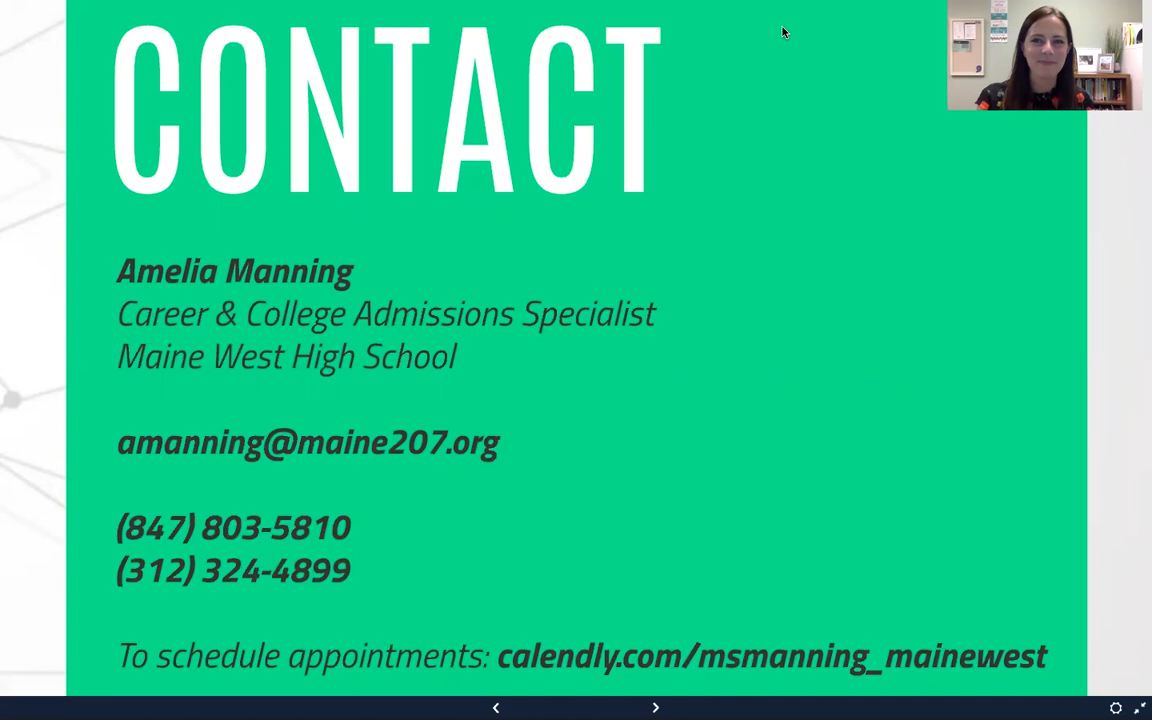 CONTACT
Amelia Manning
Career & College Admissions Specialist
Maine West High School
amanning@maine207.org
(847) 803-5810
(312) 324-4899
To schedule appointments: calendly.com/msmanning_mainewest